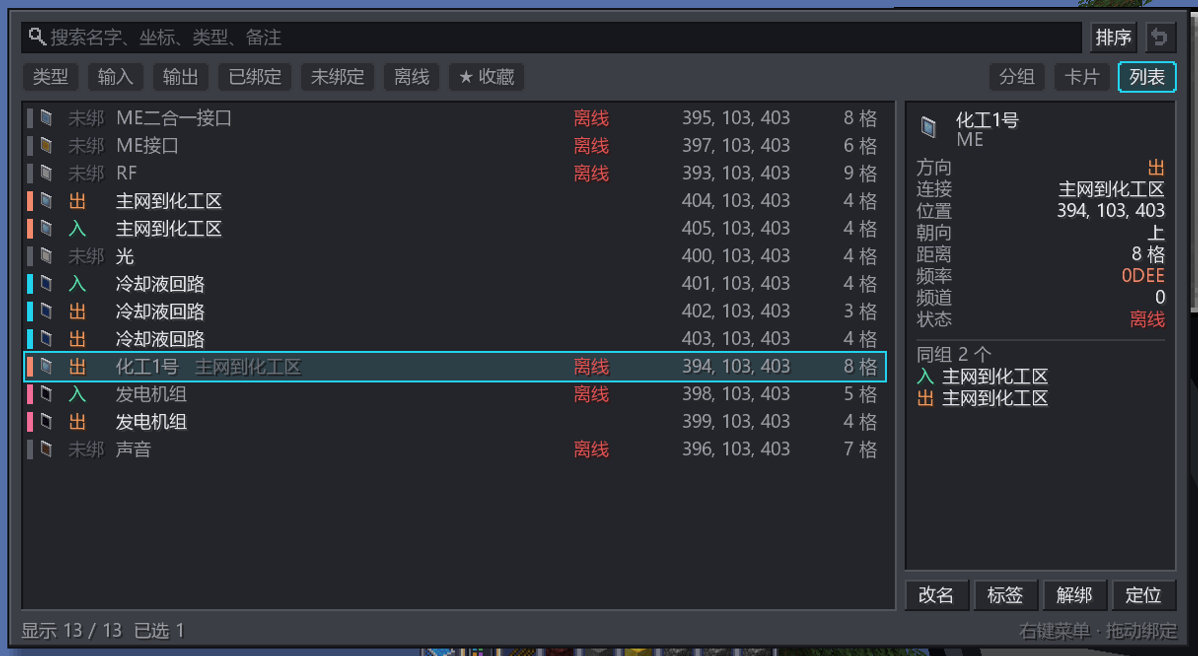 搜索名字、坐标、类型、备注 排序
类型 输入 输出 已绑定 未绑定 离线 ★ 收藏 分组 卡片 列表
未绑 ME二合一接口 离线 395, 103, 403 8 格
未绑 ME接口 离线 397, 103, 403 6 格
未绑 RF 离线 393, 103, 403 9 格
出 主网到化工区 404, 103, 403 4 格
入 主网到化工区 405, 103, 403 4 格
未绑 光 400, 103, 403 4 格
入 冷却液回路 401, 103, 403 4 格
出 冷却液回路 402, 103, 403 3 格
出 冷却液回路 403, 103, 403 4 格
出 化工1号 主网到化工区 离线 394, 103, 403 8 格
入 发电机组 离线 398, 103, 403 5 格
出 发电机组 399, 103, 403 4 格
未绑 声音 离线 396, 103, 403 7 格
化工1号
ME
方向 出
连接 主网到化工区
位置 394, 103, 403
朝向 上
距离 8 格
频率 0DEE
频道 0
状态 离线
同组 2 个
入 主网到化工区
出 主网到化工区
改名 标签 解绑 定位
显示 13 / 13 已选 1 右键菜单 · 拖动绑定